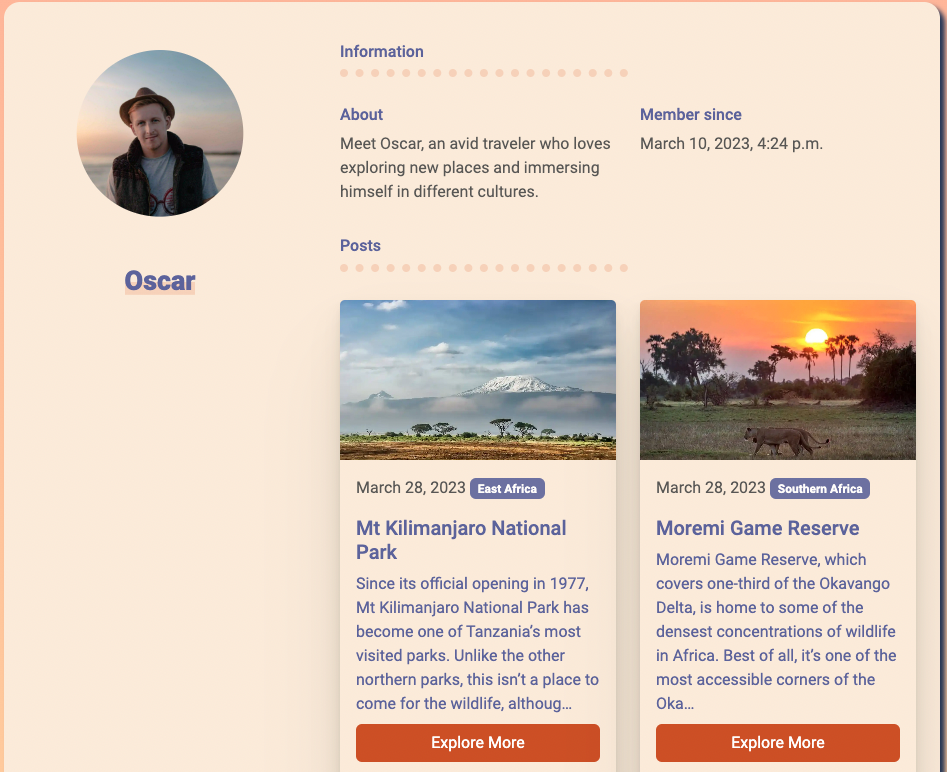 Information
About
Meet Oscar, an avid traveler who loves
exploring new places and immersing
himself in different cultures.
Member since
March 10, 2023, 4:24 p.m.
Oscar
Posts
March 28, 2023 East Africa
Mt Kilimanjaro National
Park
Since its official opening in 1977,
Mt Kilimanjaro National Park has
become one of Tanzania’s most
visited parks. Unlike the other
northern parks, this isn’t a place to
come for the wildlife, althoug…
Explore More
March 28, 2023 Southern Africa
Moremi Game Reserve
Moremi Game Reserve, which
covers one-third of the Okavango
Delta, is home to some of the
densest concentrations of wildlife
in Africa. Best of all, it’s one of the
most accessible corners of the
Oka…
Explore More